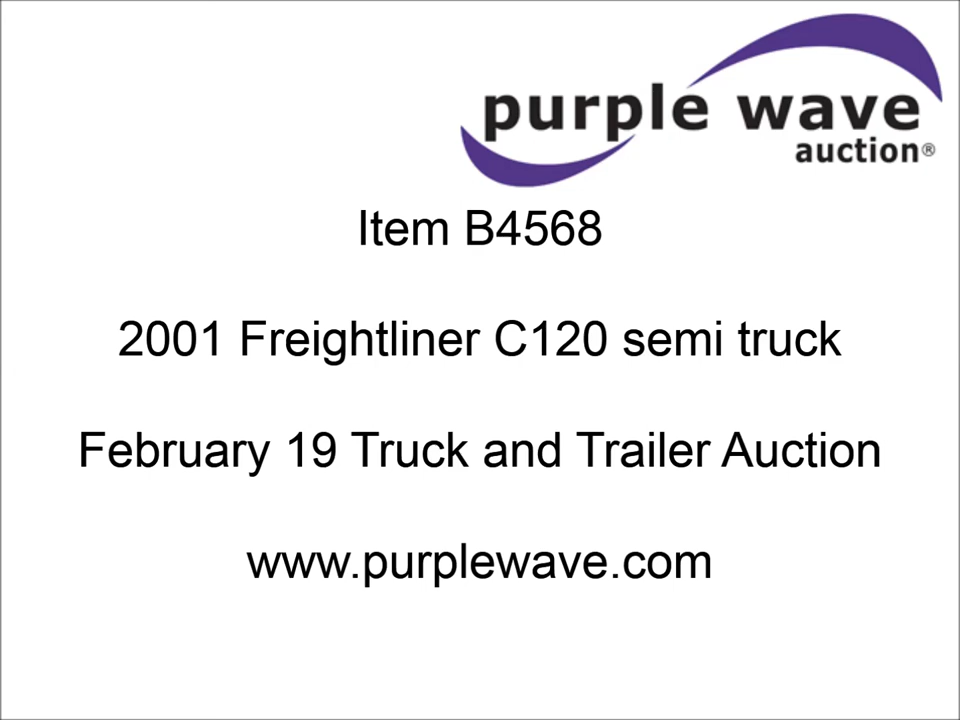 purple wave
auction®
Item B4568
2001 Freightliner C120 semi truck
February 19 Truck and Trailer Auction
www.purplewave.com